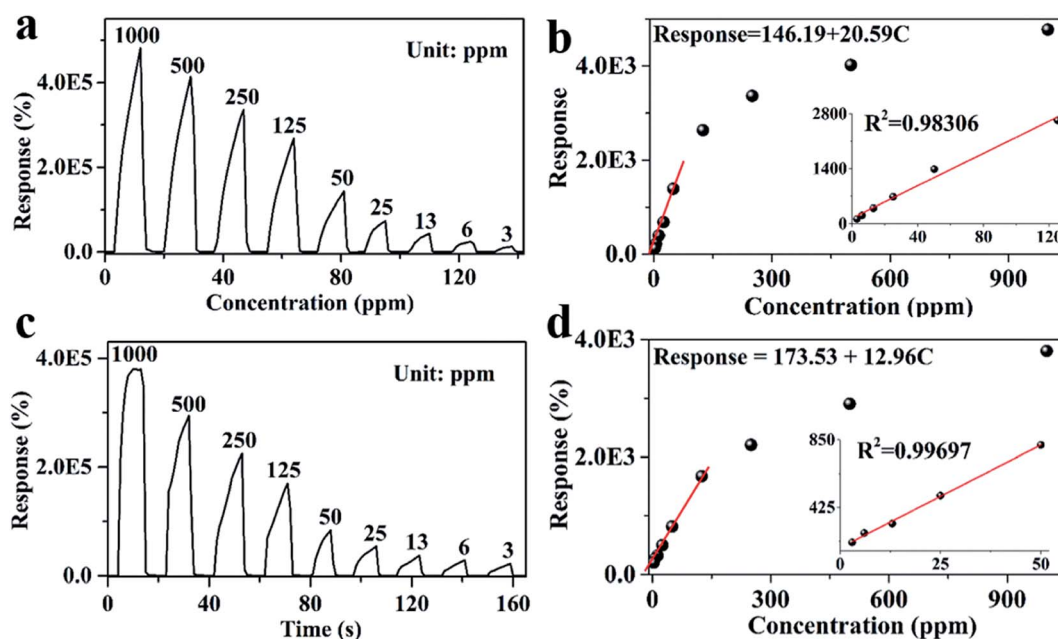 a
1000
500
250
125
50
25
13
6
3
Unit: ppm
4.0E5
2.0E5
0.0
0 40 80 120
Response (%)
Concentration (ppm)
b
Response=146.19+20.59C
4.0E3
2.0E3
0.0
0 300 600 900
Response
Concentration (ppm)
R²=0.98306
2800
1400
0
0 40 80 120
c
1000
500
250
125
50
25
13
6
3
Unit: ppm
4.0E5
2.0E5
0.0
0 40 80 120 160
Response (%)
Time (s)
d
Response = 173.53 + 12.96C
4.0E3
2.0E3
0.0
0 300 600 900
Response (%)
Concentration (ppm)
R²=0.99697
850
425
0 25 50